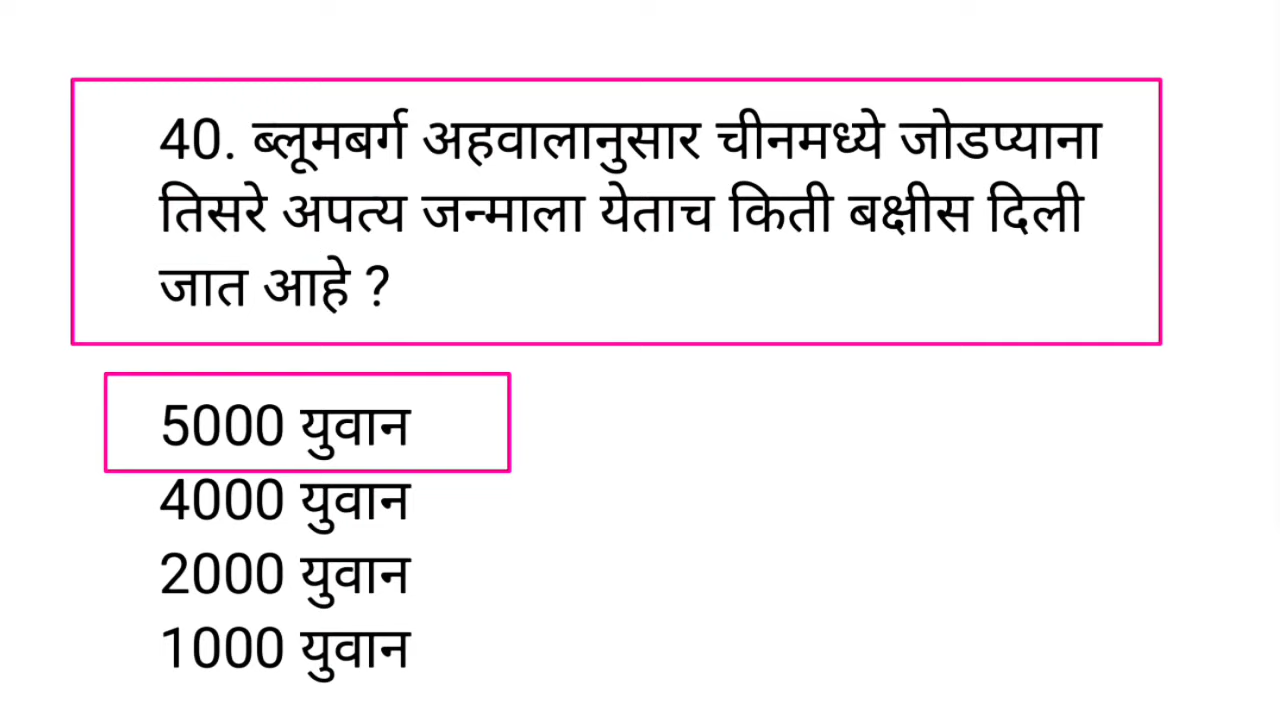 40. ब्लूमबर्ग अहवालानुसार चीनमध्ये जोडप्याना
तिसरे अपत्य जन्माला येताच किती बक्षीस दिली
जात आहे ?
5000 युवान
4000 युवान
2000 युवान
1000 युवान